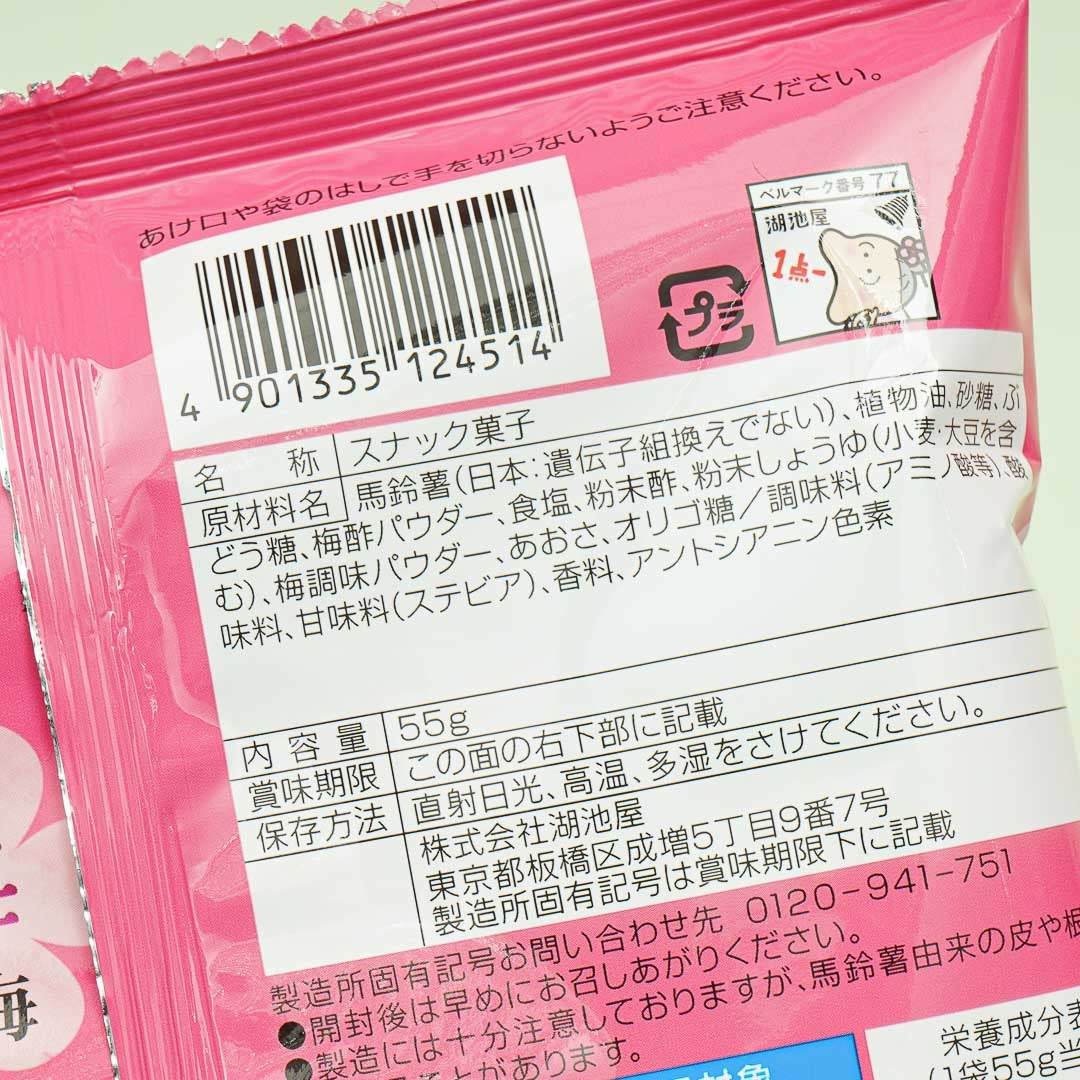 あけ口や袋のはしで手を切らないようご注意ください。
ベルマーク番号 77
湖池屋
1点
プラ
4 901335 124514
名称 スナック菓子
原材料名 馬鈴薯(日本:遺伝子組換えでない)、植物油、砂糖、ぶ
どう糖、梅酢パウダー、食塩、粉末酢、粉末しょうゆ(小麦・大豆を含
む)、梅調味パウダー、あおさ、オリゴ糖/調味料(アミノ酸等)、酸
味料、甘味料(ステビア)、香料、アントシアニン色素
内容量 55g
賞味期限 この面の右下部に記載
保存方法 直射日光、高温、多湿をさけてください。
株式会社湖池屋
東京都板橋区成増5丁目9番7号
製造所固有記号は賞味期限下に記載
製造所固有記号お問い合わせ先 0120-941-751
●開封後は早めにお召しあがりください。
●製造には十分注意しておりますが、馬鈴薯由来の皮や根
ことがあります。
対象
栄養成分表
(1袋55g当
梅